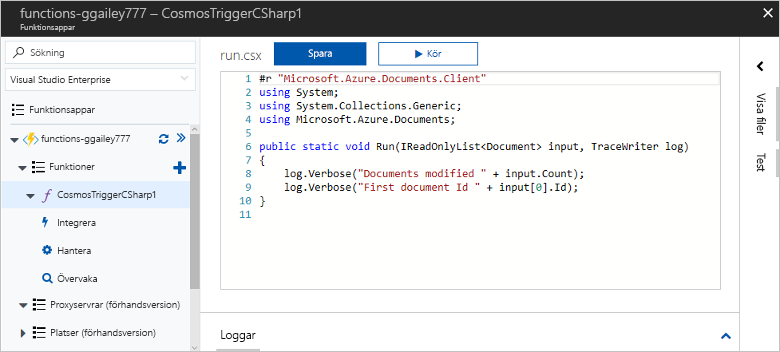 functions-ggailey777 – CosmosTriggerCSharp1
Funktionsappar
Sökning
Visual Studio Enterprise
Funktionsappar
functions-ggailey777
Funktioner
CosmosTriggerCSharp1
Integrera
Hantera
Övervaka
Proxyservrar (förhandsversion)
Platser (förhandsversion)
run.csx
Spara
Kör
1 #r "Microsoft.Azure.Documents.Client"
2 using System;
3 using System.Collections.Generic;
4 using Microsoft.Azure.Documents;
5
6 public static void Run(IReadOnlyList<Document> input, TraceWriter log)
7 {
8     log.Verbose("Documents modified " + input.Count);
9     log.Verbose("First document Id " + input[0].Id);
10 }
11
Loggar
Visa filer
Test